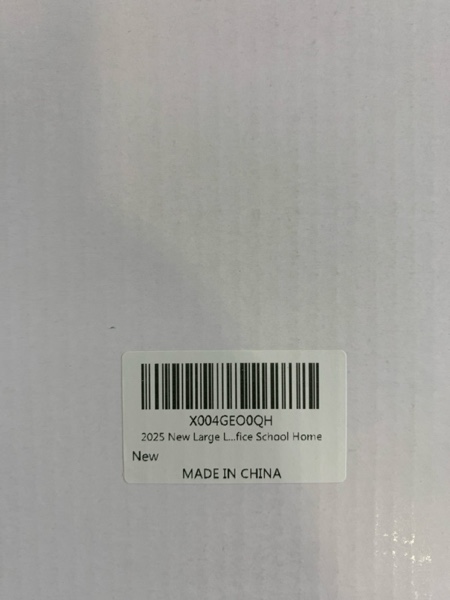 X004GEO0QH
2025 New Large L...fice School Home
New
MADE IN CHINA